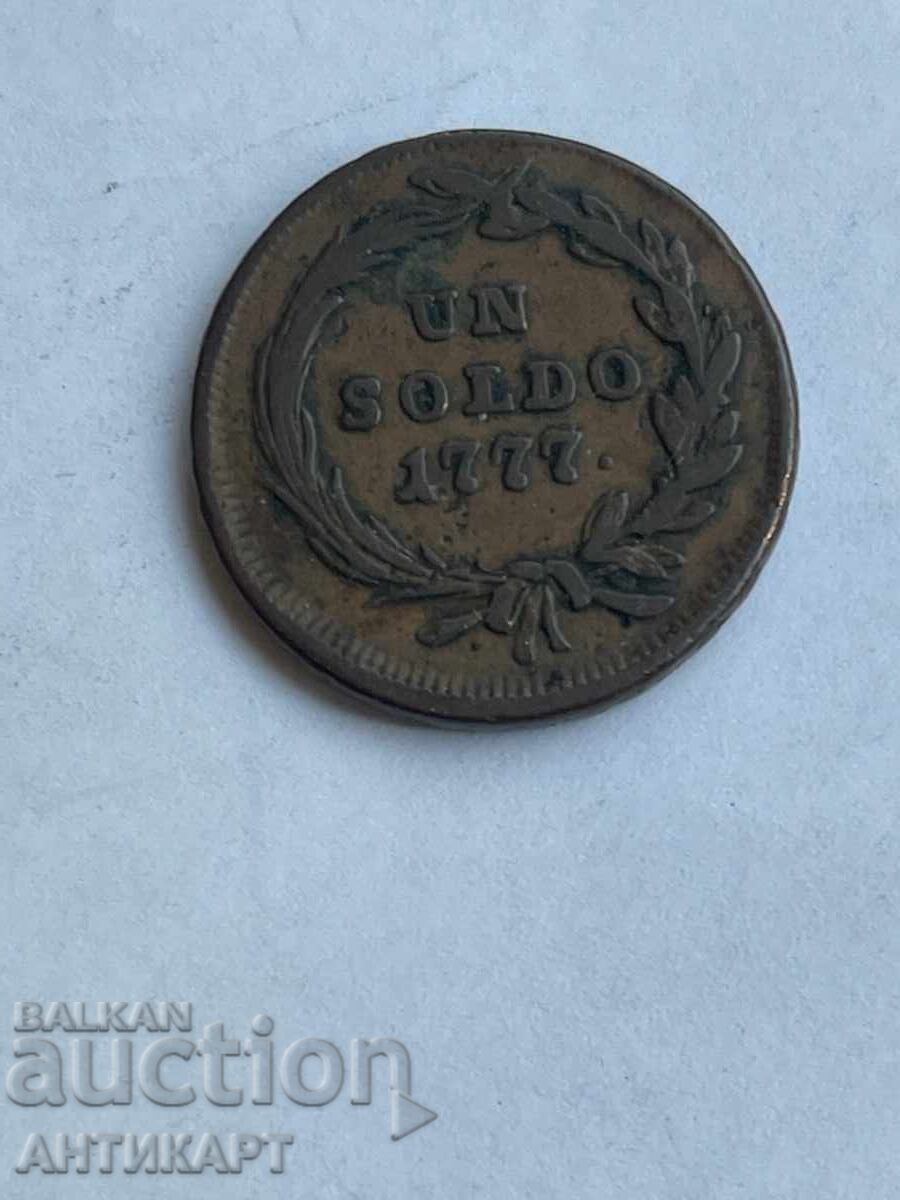 UN
SOLDO
1777.
BALKAN
auction
АНТИКАРТ